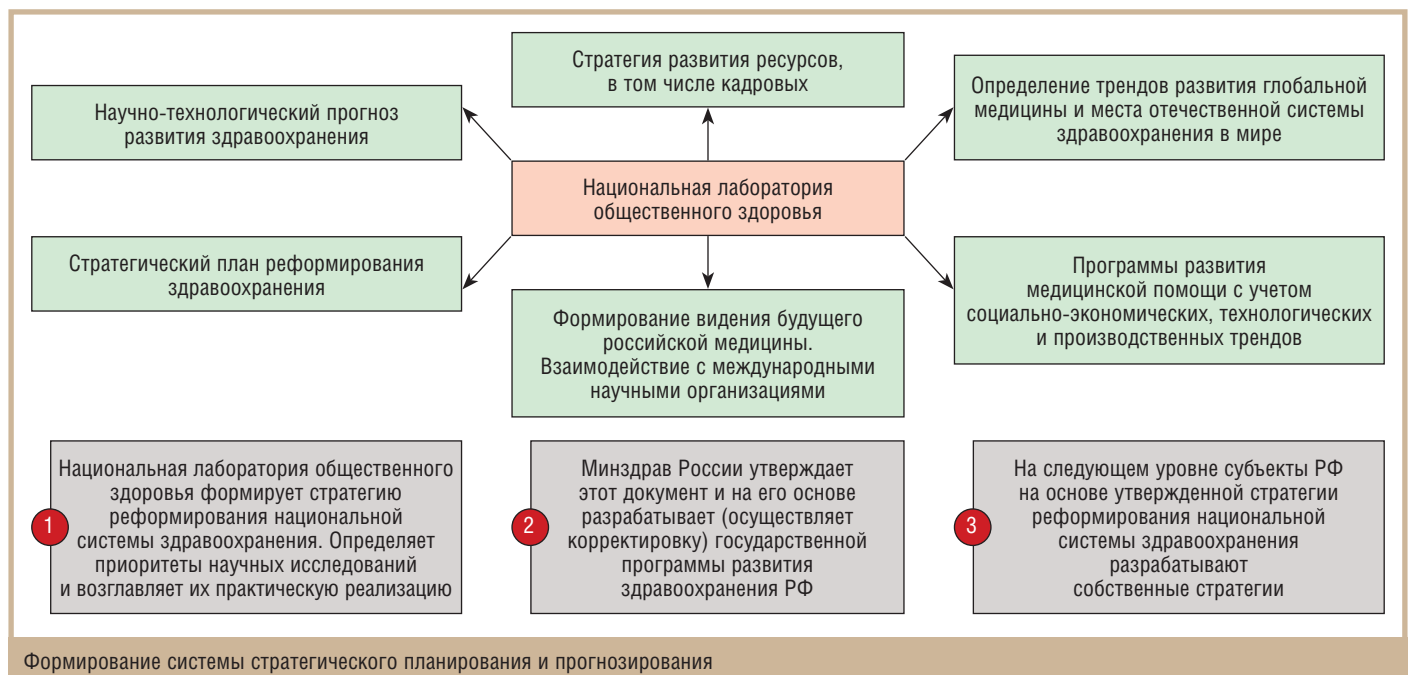 Стратегия развития ресурсов,
в том числе кадровых
Научно-технологический прогноз
развития здравоохранения
Определение трендов развития глобальной
медицины и места отечественной системы
здравоохранения в мире
Национальная лаборатория
общественного здоровья
Стратегический план реформирования
здравоохранения
Формирование видения будущего
российской медицины.
Взаимодействие с международными
научными организациями
Программы развития
медицинской помощи с учетом
социально-экономических, технологических
и производственных трендов
1
Национальная лаборатория общественного
здоровья формирует стратегию
реформирования национальной
системы здравоохранения. Определяет
приоритеты научных исследований
и возглавляет их практическую реализацию
2
Минздрав России утверждает
этот документ и на его основе
разрабатывает (осуществляет
корректировку) государственной
программы развития
здравоохранения РФ
3
На следующем уровне субъекты РФ
на основе утвержденной стратегии
реформирования национальной
системы здравоохранения
разрабатывают
собственные стратегии
Формирование системы стратегического планирования и прогнозирования